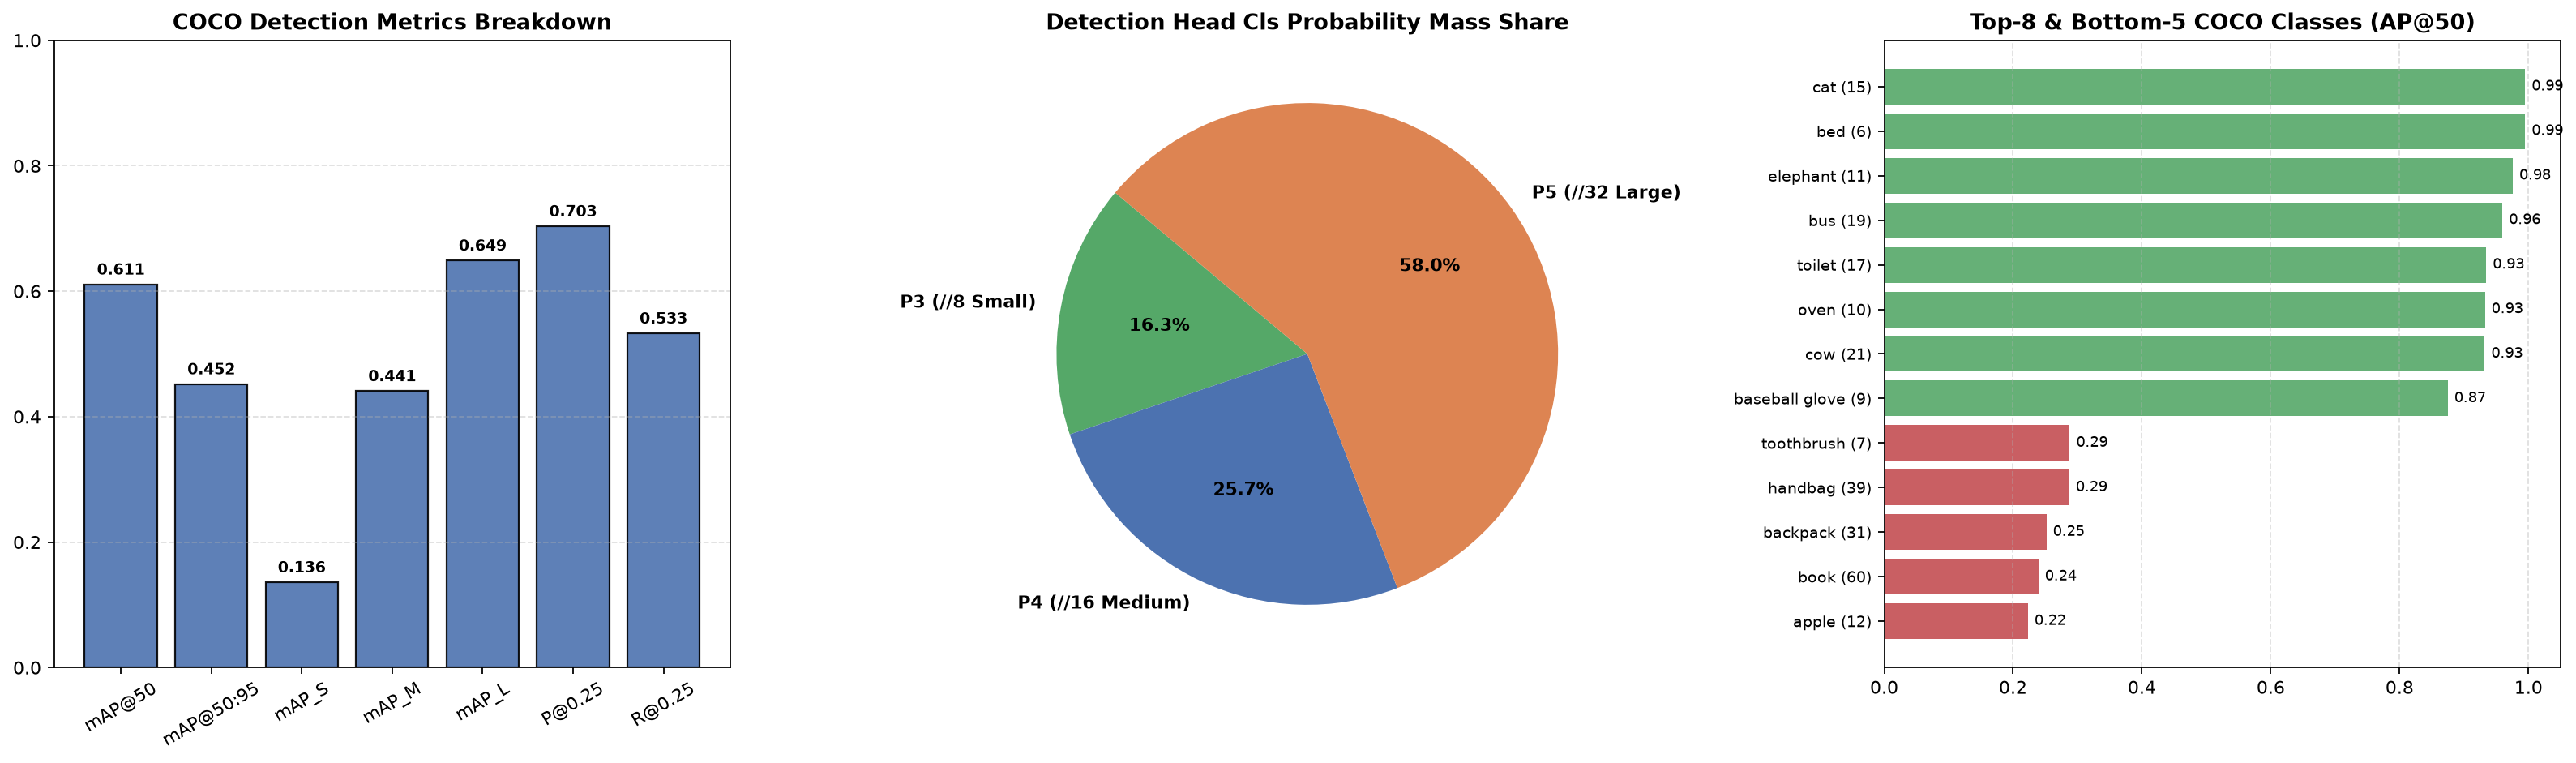 COCO Detection Metrics Breakdown
1.0
0.8
0.6
0.4
0.2
0.0
0.611
0.452
0.136
0.441
0.649
0.703
0.533
mAP@50
mAP@50:95
mAP_S
mAP_M
mAP_L
P@0.25
R@0.25
Detection Head Cls Probability Mass Share
P5 (//32 Large)
58.0%
P3 (//8 Small)
16.3%
25.7%
P4 (//16 Medium)
Top-8 & Bottom-5 COCO Classes (AP@50)
cat (15) 0.99
bed (6) 0.99
elephant (11) 0.98
bus (19) 0.96
toilet (17) 0.93
oven (10) 0.93
cow (21) 0.93
baseball glove (9) 0.87
toothbrush (7) 0.29
handbag (39) 0.29
backpack (31) 0.25
book (60) 0.24
apple (12) 0.22
0.0 0.2 0.4 0.6 0.8 1.0